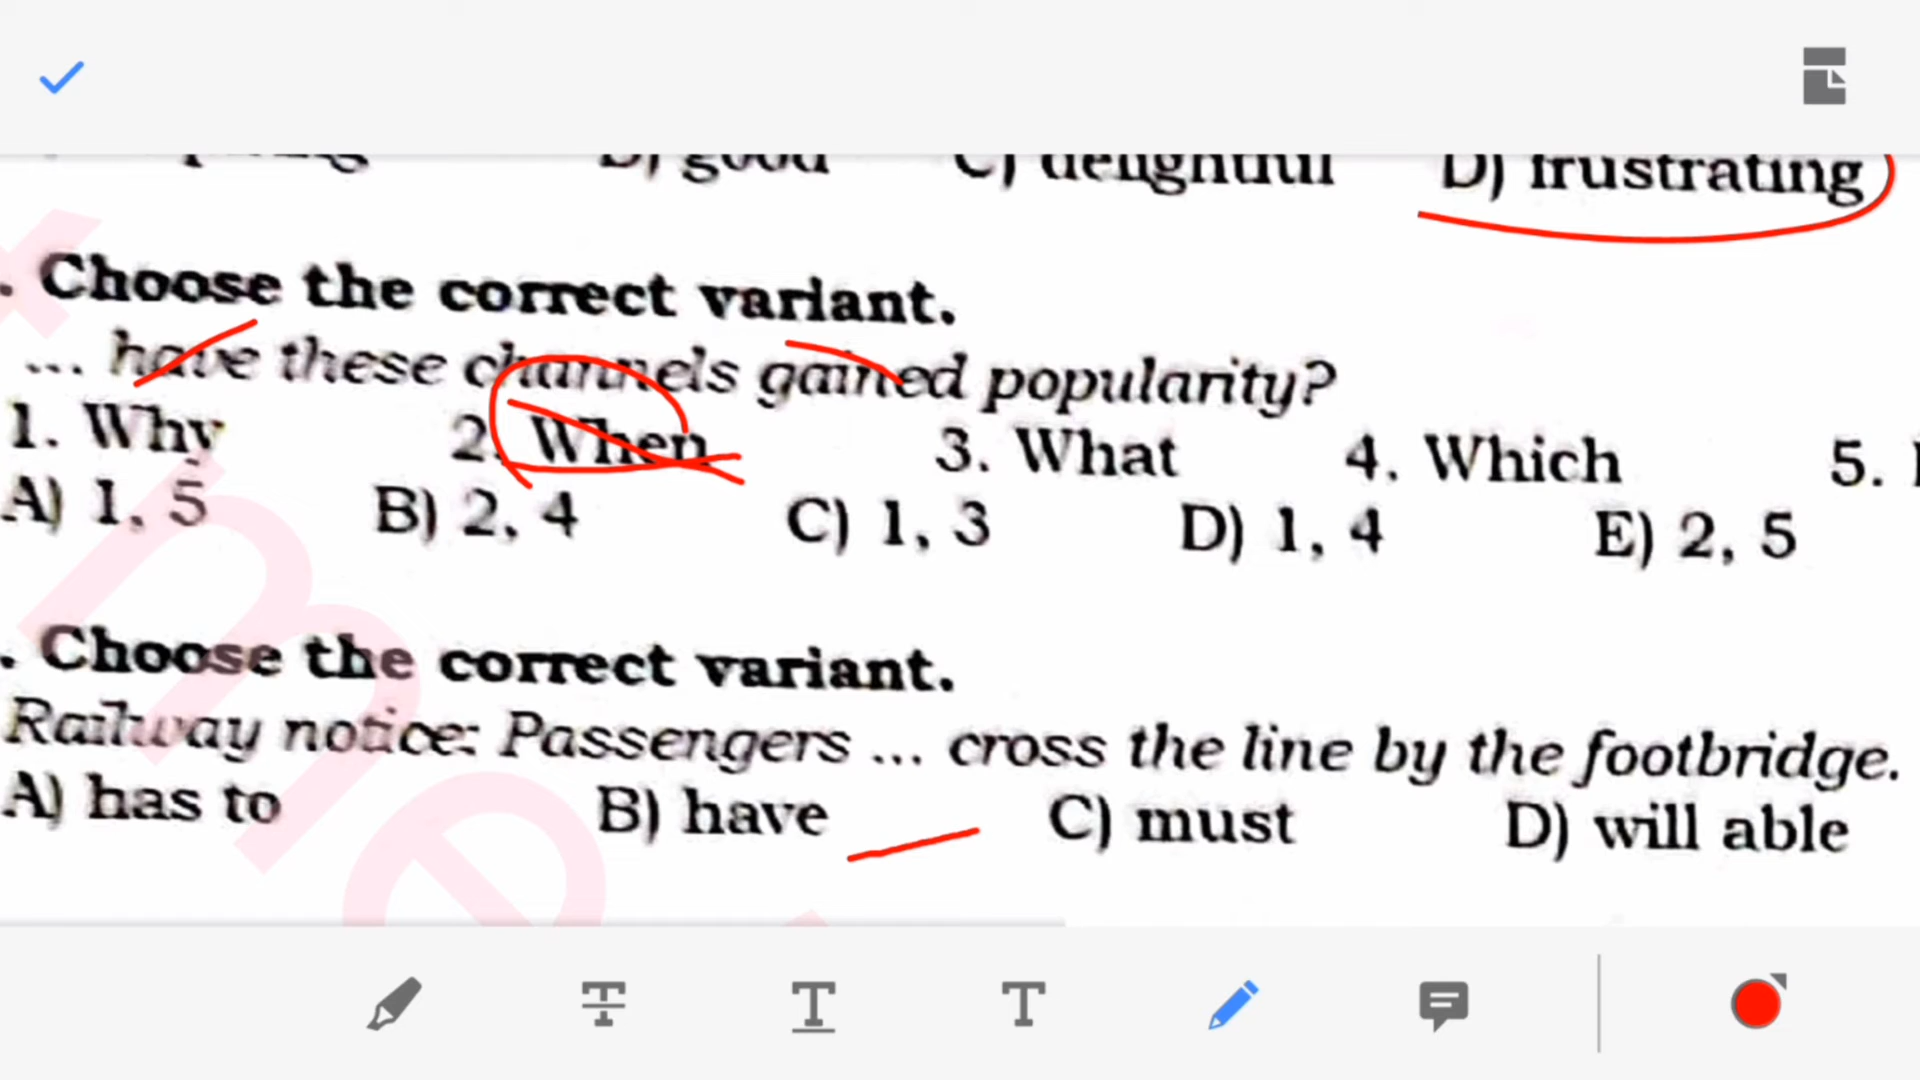 B) good C) delightful D) frustrating
. Choose the correct variant.
... have these channels gained popularity?
1. Why 2. When 3. What 4. Which 5.
A) 1, 5 B) 2, 4 C) 1, 3 D) 1, 4 E) 2, 5
. Choose the correct variant.
Railway notice: Passengers ... cross the line by the footbridge.
A) has to B) have C) must D) will able